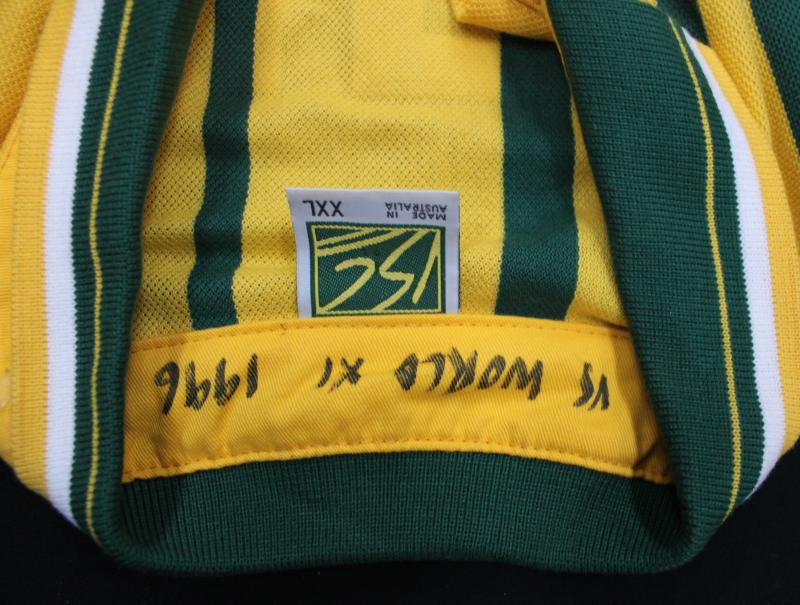 VS WORLD XI 1996
ISC
MADE IN
AUSTRALIA
XXL